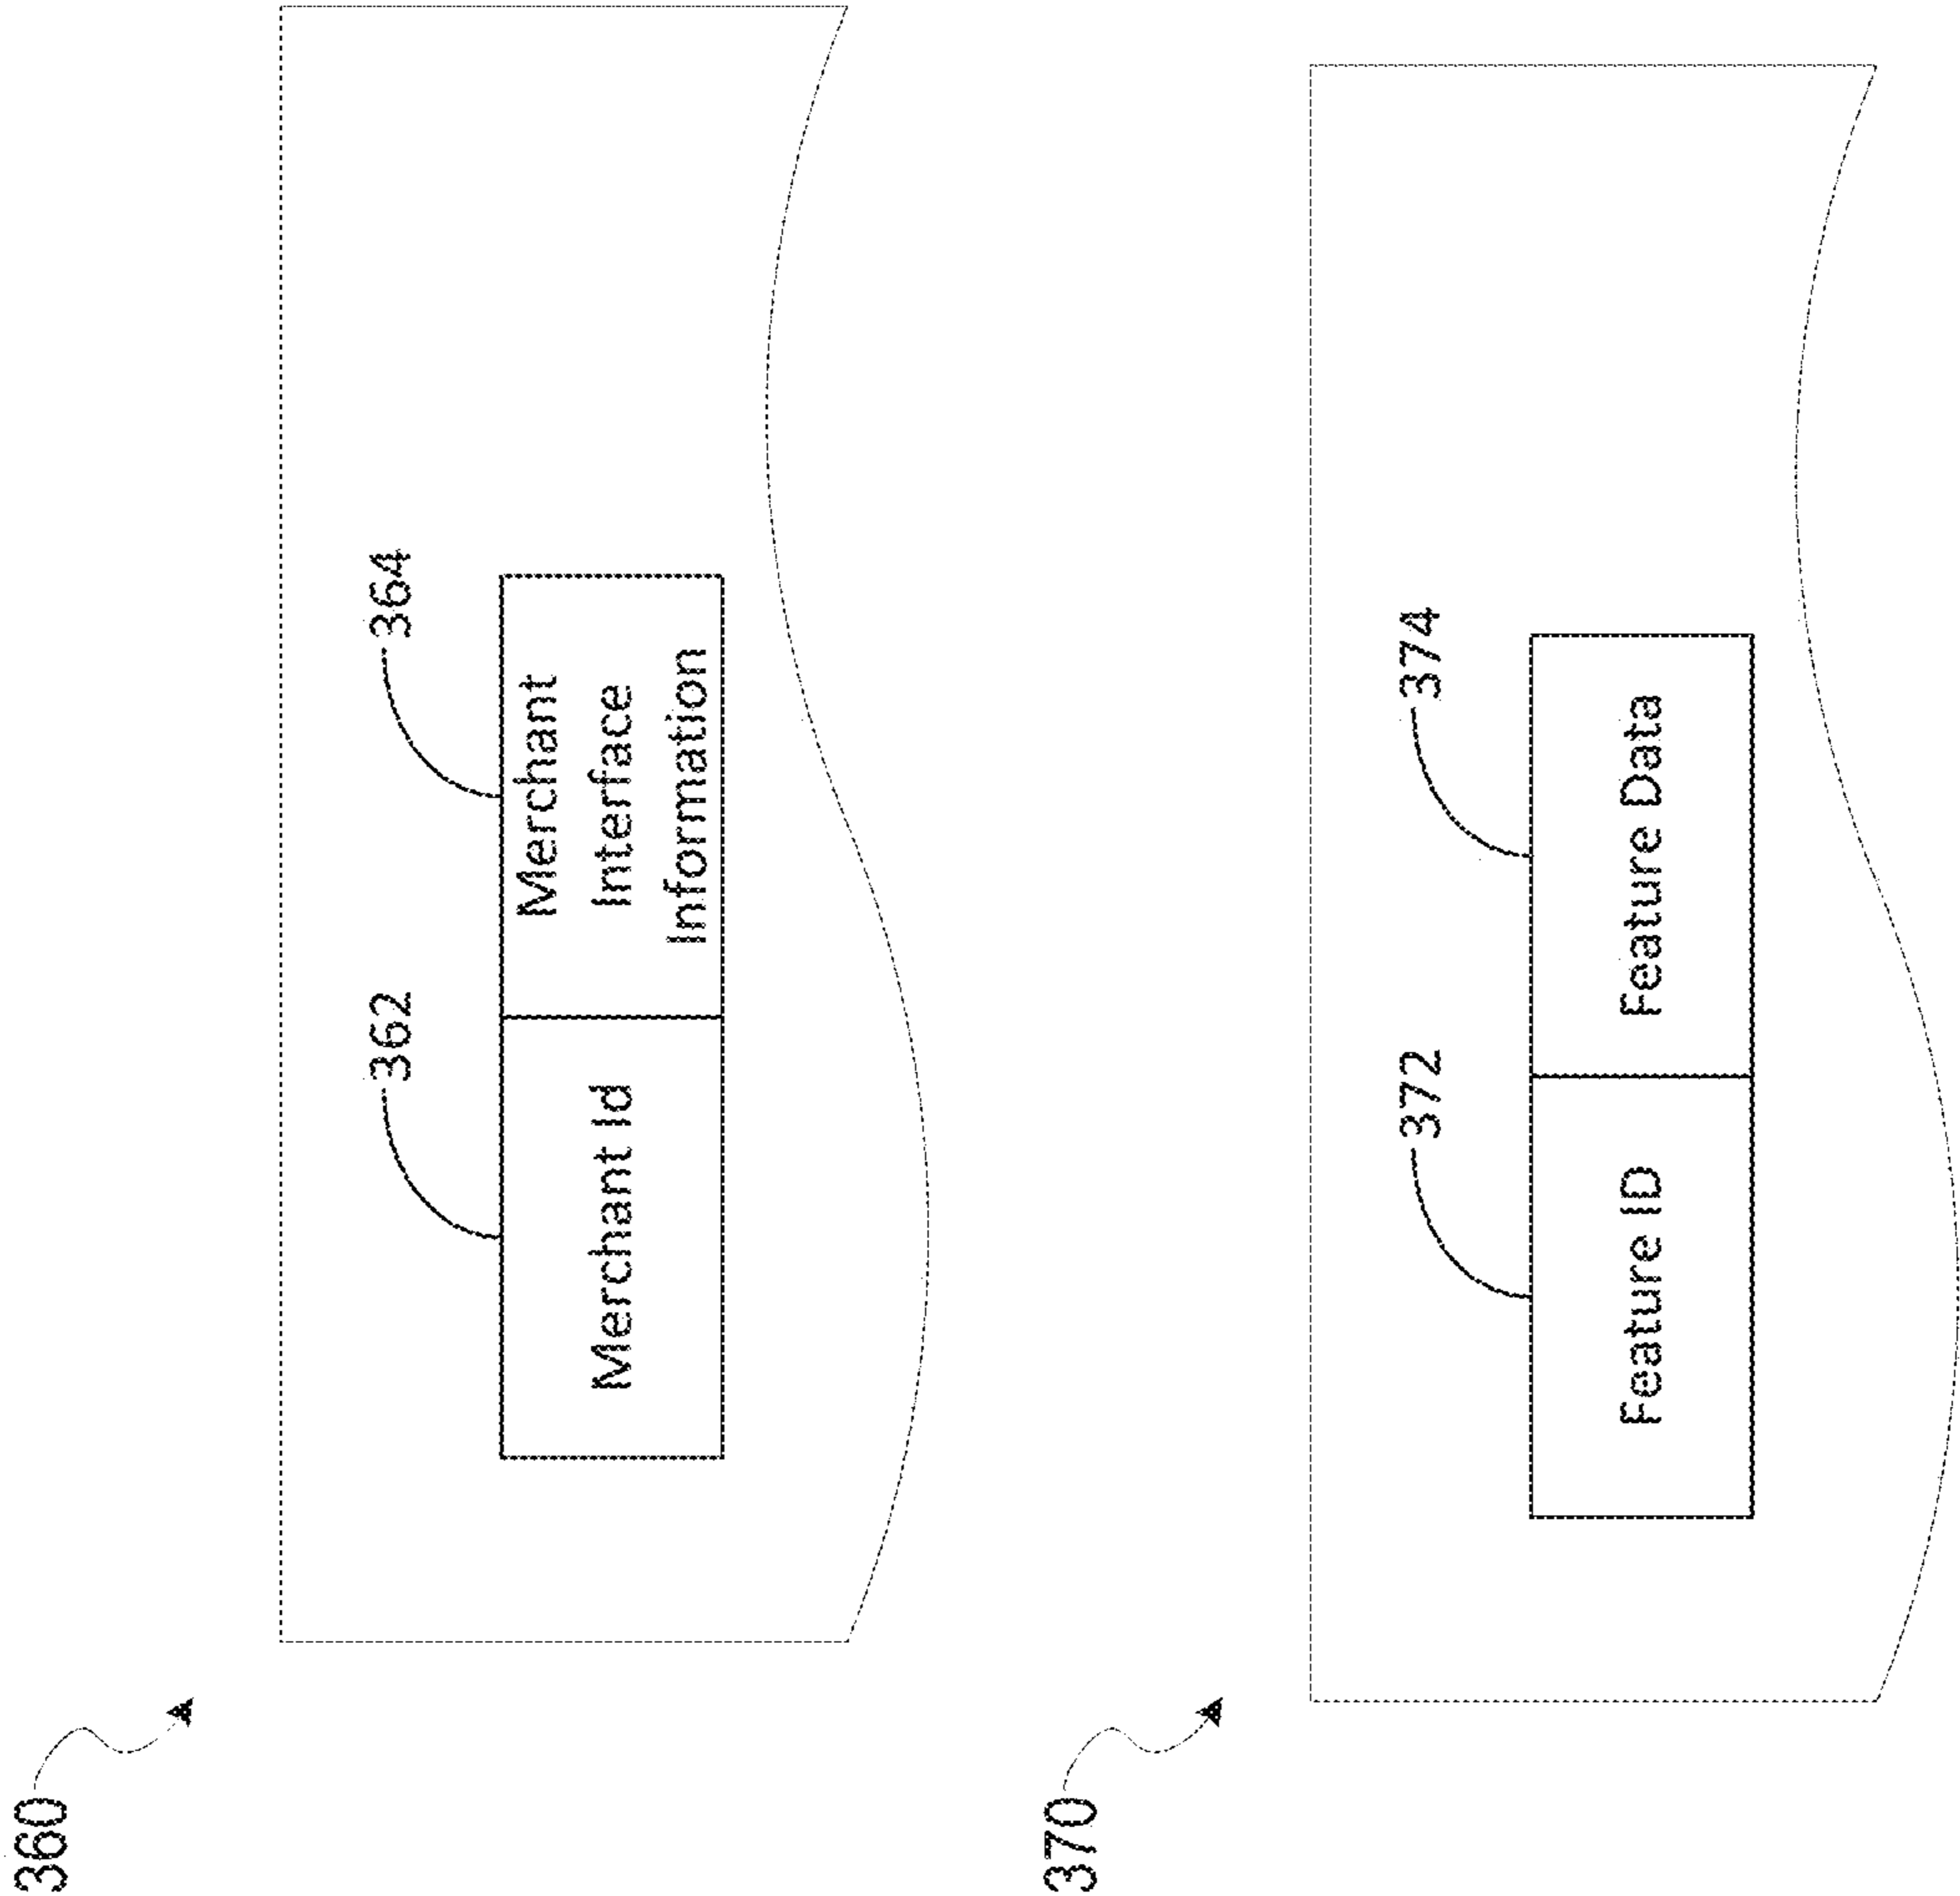 360
362
364
Merchant Id
Merchant
Interface
Information
370
372
374
Feature ID
Feature Data